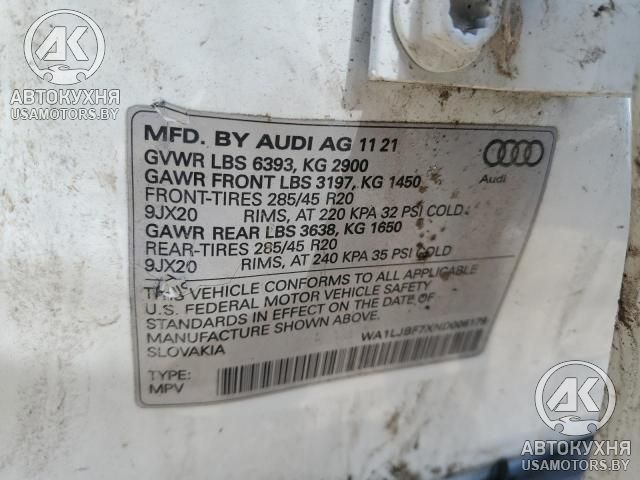 AK
АВТОКУХНЯ
USAMOTORS.BY
MFD. BY AUDI AG 11 21
GVWR LBS 6393, KG 2900
GAWR FRONT LBS 3197, KG 1450
FRONT-TIRES 285/45 R20
9JX20 RIMS, AT 220 KPA 32 PSI COLD
GAWR REAR LBS 3638, KG 1650
REAR-TIRES 285/45 R20
9JX20 RIMS, AT 240 KPA 35 PSI COLD
THIS VEHICLE CONFORMS TO ALL APPLICABLE
U.S. FEDERAL MOTOR VEHICLE SAFETY
STANDARDS IN EFFECT ON THE DATE OF
MANUFACTURE SHOWN ABOVE.
SLOVAKIA
WA1LJBF7XND006176
TYPE:
MPV
Audi
AK
АВТОКУХНЯ
USAMOTORS.BY